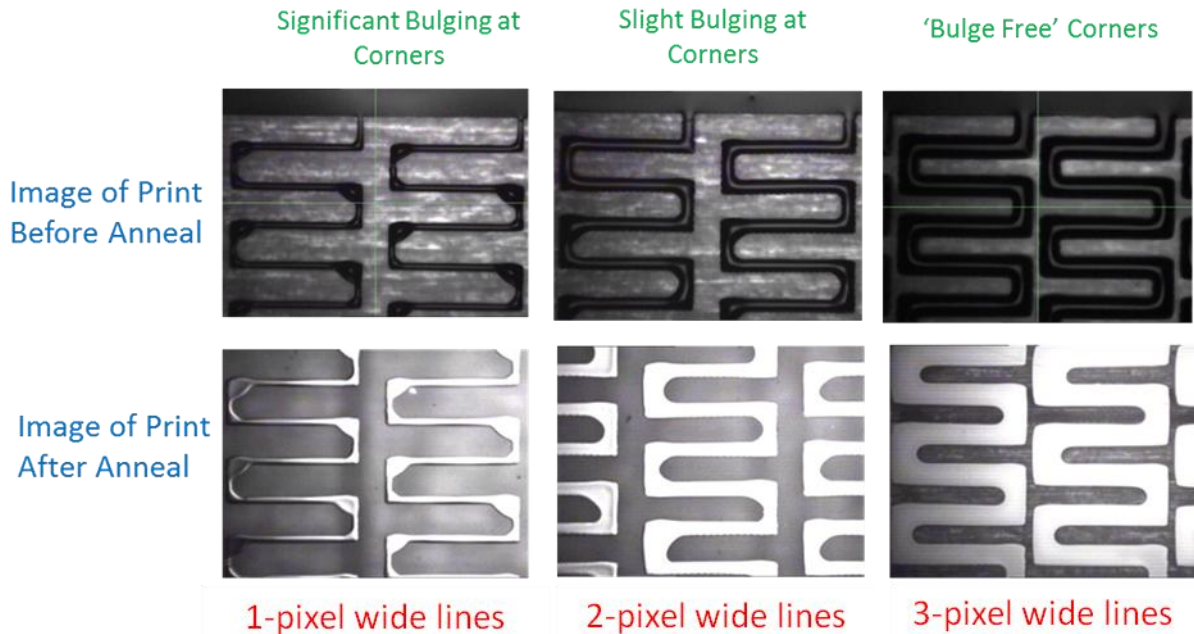 Significant Bulging at
Corners
Slight Bulging at
Corners
‘Bulge Free’ Corners
Image of Print
Before Anneal
Image of Print
After Anneal
1-pixel wide lines
2-pixel wide lines
3-pixel wide lines